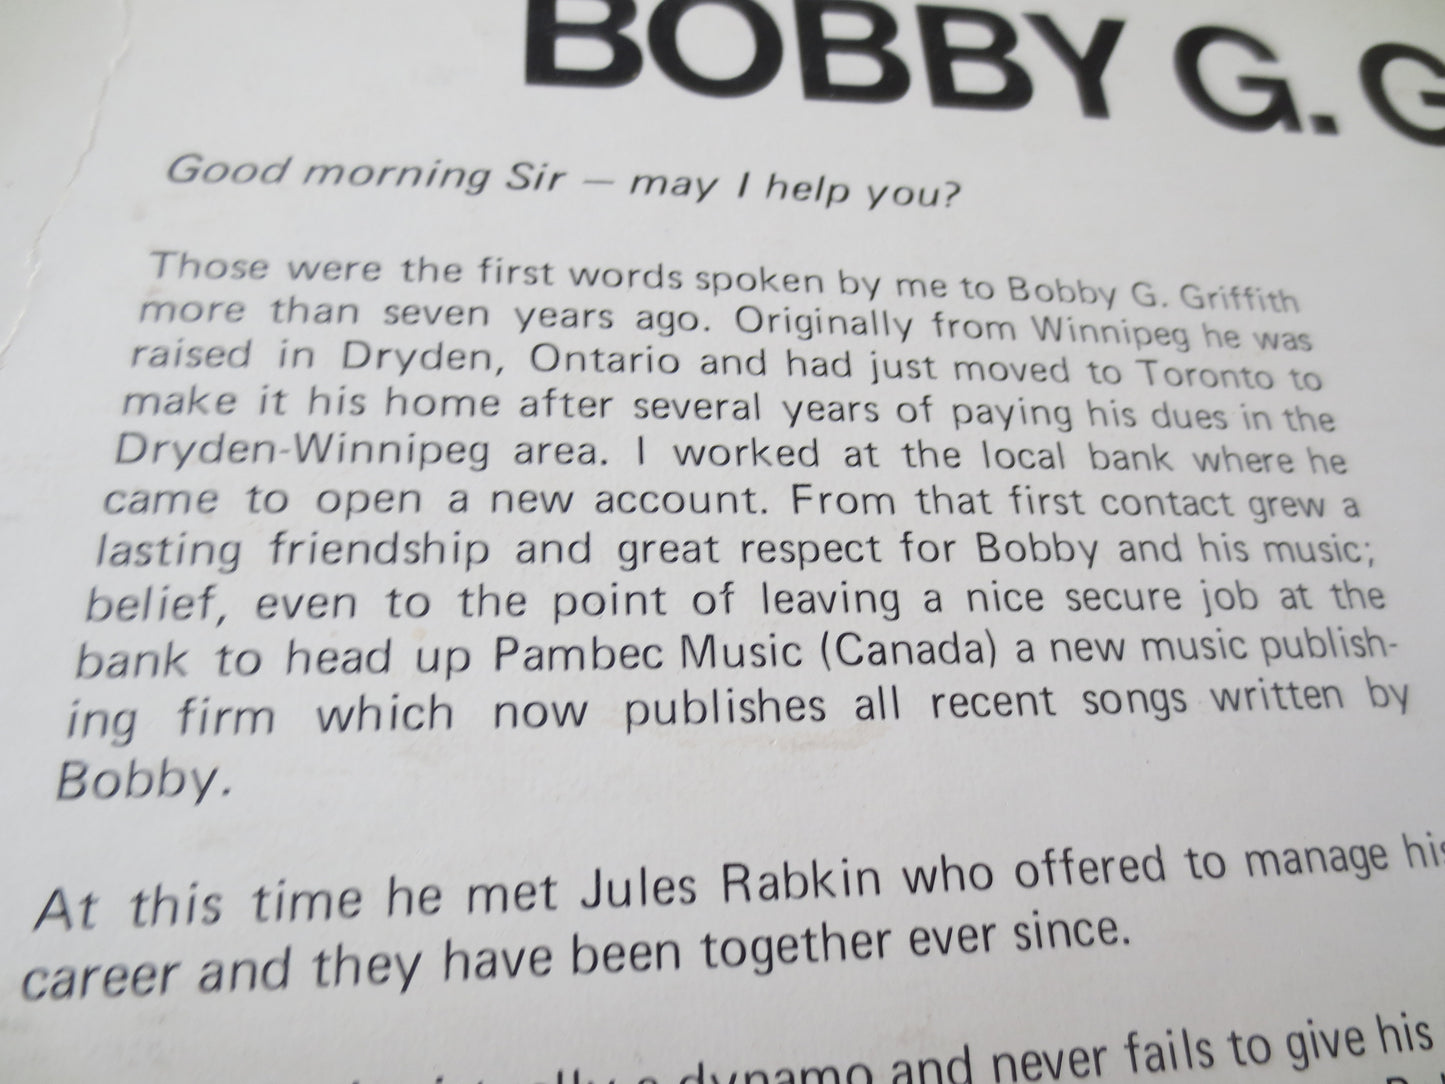 BOBBY G. G
Good morning Sir — may I help you?
Those were the first words spoken by me to Bobby G. Griffith
more than seven years ago. Originally from Winnipeg he was
raised in Dryden, Ontario and had just moved to Toronto to
make it his home after several years of paying his dues in the
Dryden-Winnipeg area. I worked at the local bank where he
came to open a new account. From that first contact grew a
lasting friendship and great respect for Bobby and his music;
belief, even to the point of leaving a nice secure job at the
bank to head up Pambec Music (Canada) a new music publish-
ing firm which now publishes all recent songs written by
Bobby.
At this time he met Jules Rabkin who offered to manage his
career and they have been together ever since.
a dynamo and never fails to give his